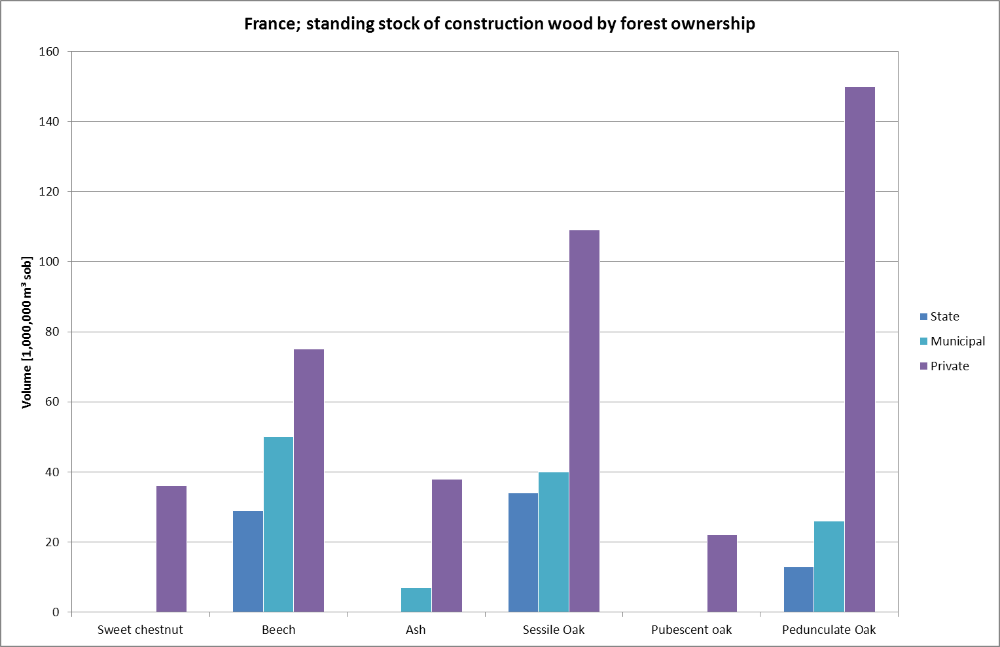 France; standing stock of construction wood by forest ownership
160
140
120
100
80
60
40
20
0
Volume [1,000,000 m³ sob]
Sweet chestnut
Beech
Ash
Sessile Oak
Pubescent oak
Pedunculate Oak
State
Municipal
Private